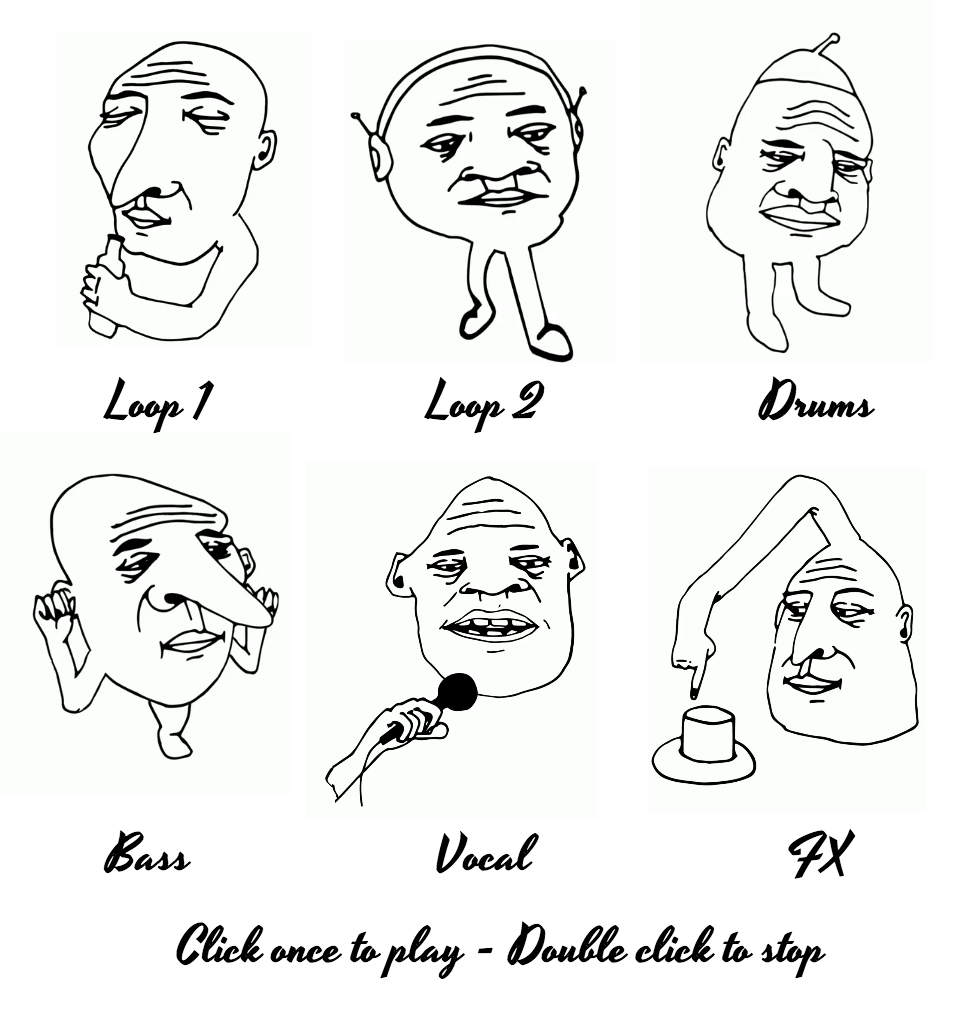 Loop 1
Loop 2
Drums
Bass
Vocal
FX
Click once to play - Double click to stop